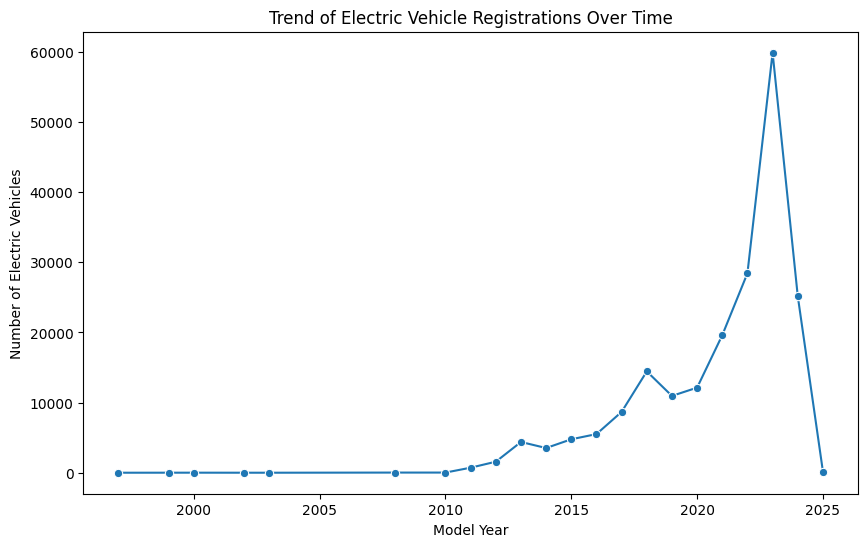 Trend of Electric Vehicle Registrations Over Time
Number of Electric Vehicles
60000
50000
40000
30000
20000
10000
0
2000 2005 2010 2015 2020 2025
Model Year